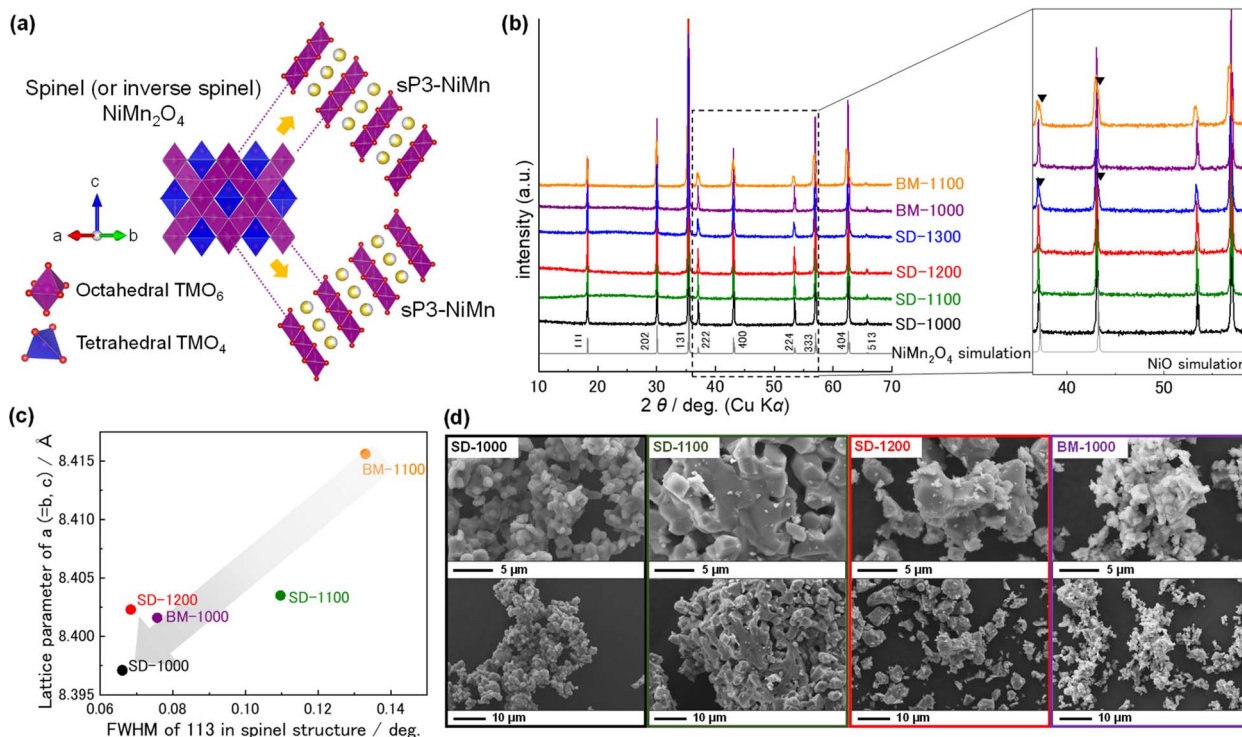 (a)
Spinel (or inverse spinel)
NiMn2O4
sP3-NiMn
sP3-NiMn
c
a
b
Octahedral TMO6
Tetrahedral TMO4
(b)
intensity (a.u.)
BM-1100
BM-1000
SD-1300
SD-1200
SD-1100
SD-1000
111
202
131
222
400
224
333
404
513
NiMn2O4 simulation
10 20 30 40 50 60 70
2 θ / deg. (Cu Kα)
NiO simulation
40 50
(c)
Lattice parameter of a (=b, c) / Å
8.415
8.410
8.405
8.400
8.395
BM-1100
SD-1200
BM-1000
SD-1100
SD-1000
0.06 0.08 0.10 0.12 0.14
FWHM of 113 in spinel structure / deg.
(d)
SD-1000
SD-1100
SD-1200
BM-1000
5 μm
5 μm
5 μm
5 μm
10 μm
10 μm
10 μm
10 μm